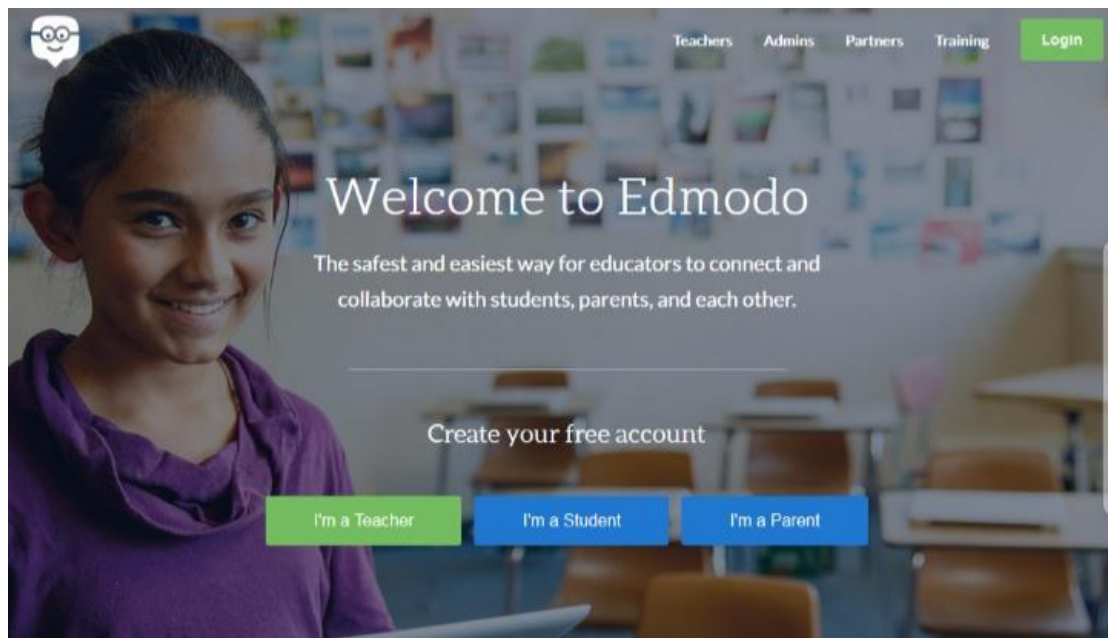 Teachers Admins Partners Training Login
Welcome to Edmodo
The safest and easiest way for educators to connect and
collaborate with students, parents, and each other.
Create your free account
I'm a Teacher I'm a Student I'm a Parent